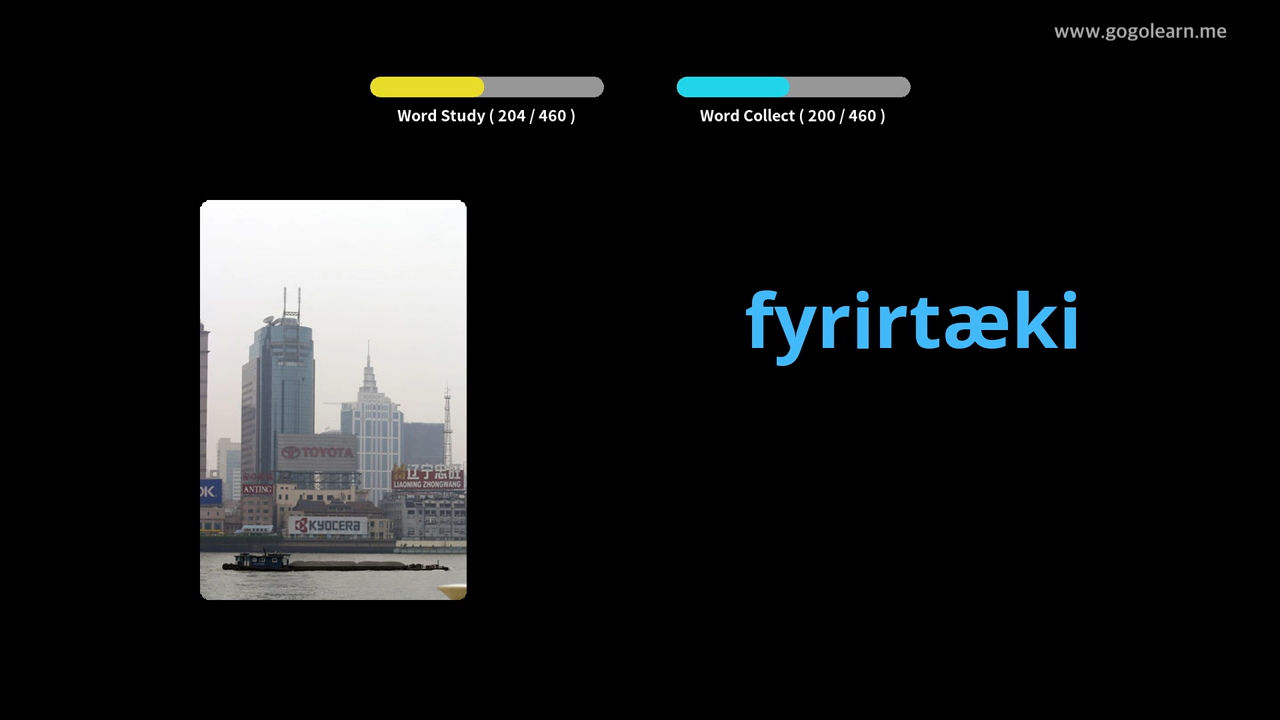 www.gogolearn.me
Word Study ( 204 / 460 )
Word Collect ( 200 / 460 )
fyrirtæki
TOYOTA
辽宁忠旺
LIAONING ZHONGWANG
OK
ANTING
KYOCERA